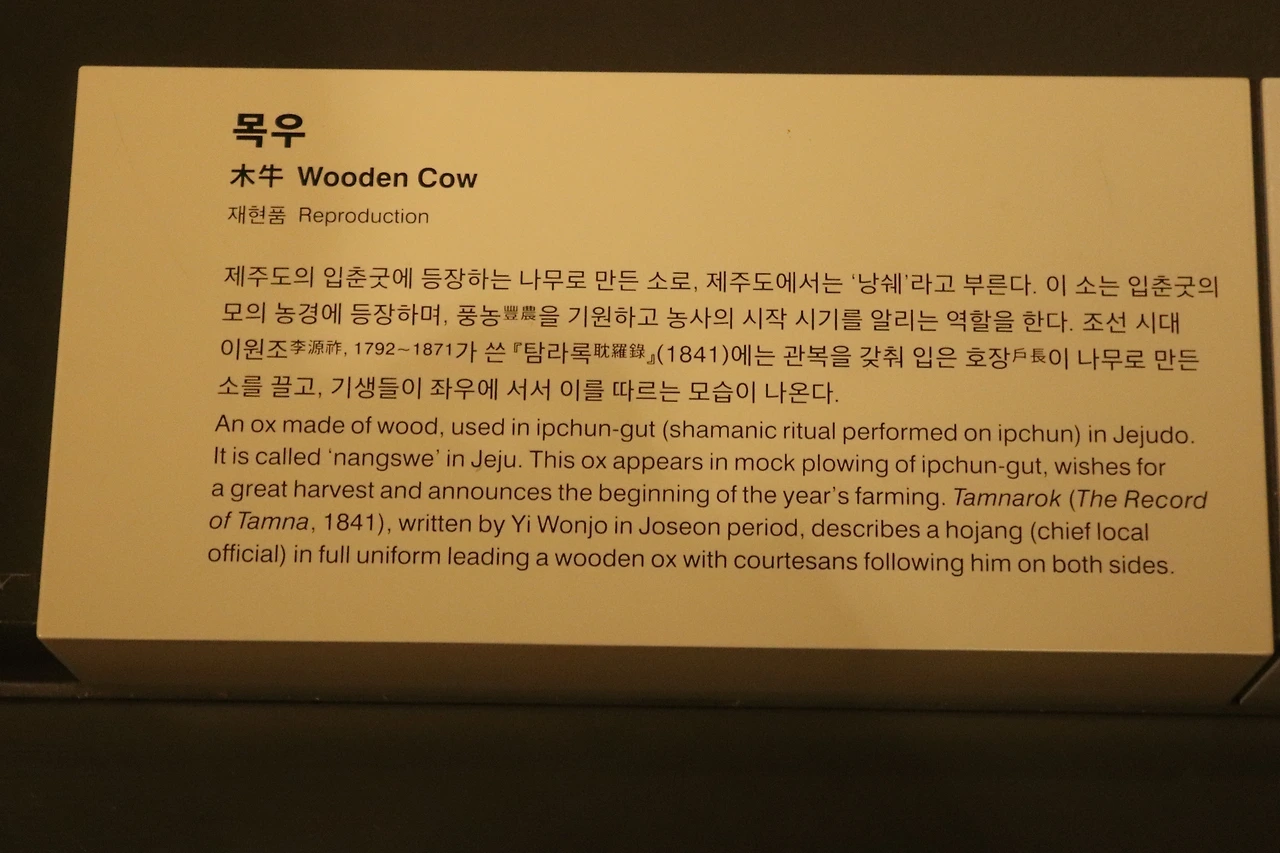 목우
木牛 Wooden Cow
재현품 Reproduction
제주도의 입춘굿에 등장하는 나무로 만든 소로, 제주도에서는 ‘낭쉐’라고 부른다. 이 소는 입춘굿의
모의 농경에 등장하며, 풍농豐農을 기원하고 농사의 시작 시기를 알리는 역할을 한다. 조선 시대
이원조李源祚, 1792~1871가 쓴 『탐라록耽羅錄』(1841)에는 관복을 갖춰 입은 호장戶長이 나무로 만든
소를 끌고, 기생들이 좌우에 서서 이를 따르는 모습이 나온다.
An ox made of wood, used in ipchun-gut (shamanic ritual performed on ipchun) in Jejudo.
It is called ‘nangswe’ in Jeju. This ox appears in mock plowing of ipchun-gut, wishes for
a great harvest and announces the beginning of the year’s farming. Tamnarok (The Record
of Tamna, 1841), written by Yi Wonjo in Joseon period, describes a hojang (chief local
official) in full uniform leading a wooden ox with courtesans following him on both sides.